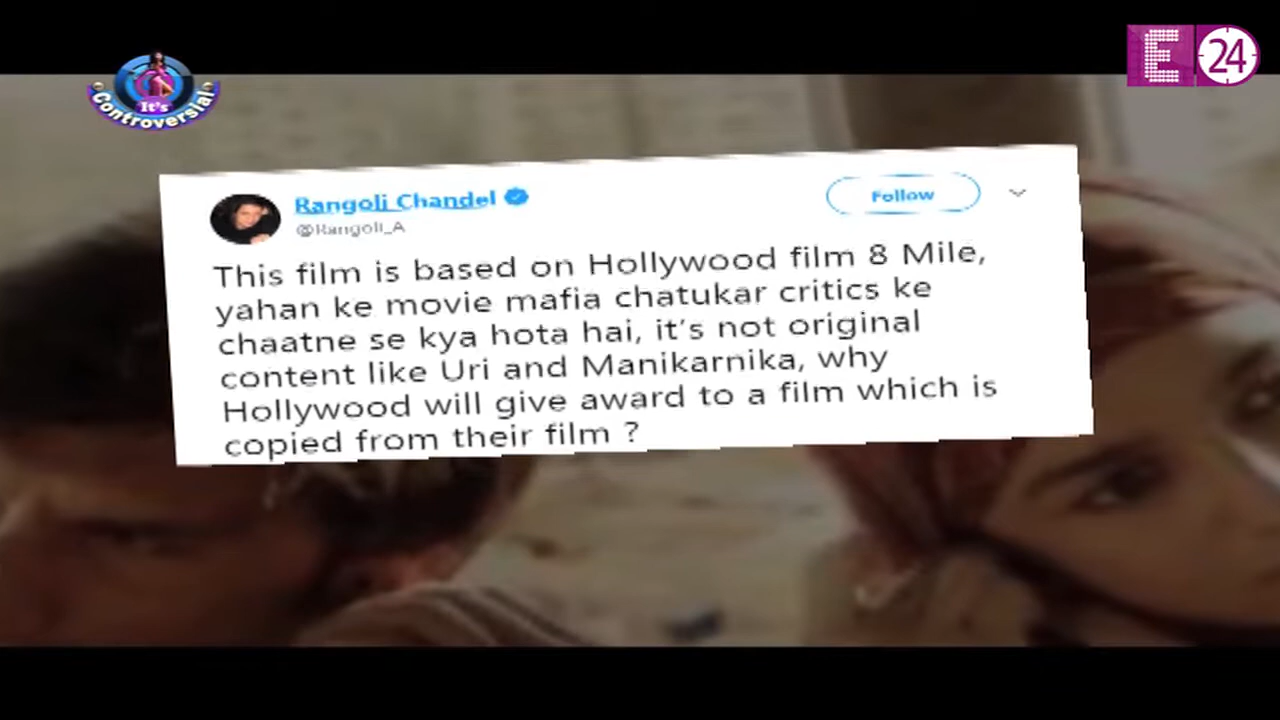 It's
Controversial
E 24
Rangoli Chandel
@Rangoli_A
Follow
This film is based on Hollywood film 8 Mile,
yahan ke movie mafia chatukar critics ke
chaatne se kya hota hai, it's not original
content like Uri and Manikarnika, why
Hollywood will give award to a film which is
copied from their film ?